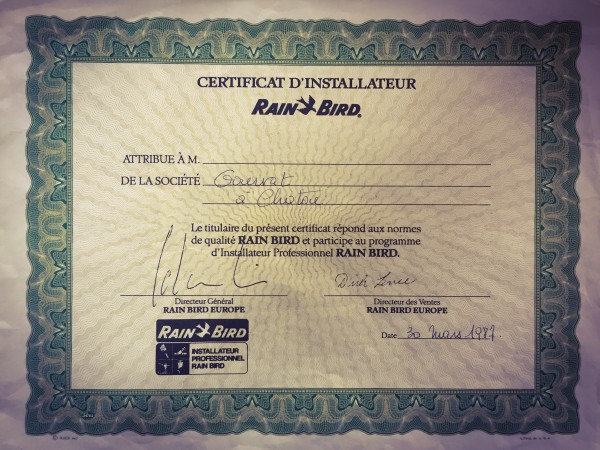 CERTIFICAT D'INSTALLATEUR
RAIN BIRD®
ATTRIBUE À M.
DE LA SOCIÉTÉ
à
Le titulaire du présent certificat répond aux normes
de qualité RAIN BIRD et participe au programme
d'Installateur Professionnel RAIN BIRD.
Directeur Général
RAIN BIRD EUROPE
Directeur des Ventes
RAIN BIRD EUROPE
RAIN BIRD
INSTALLATEUR
PROFESSIONNEL
RAIN BIRD
Date 30 Mars 1987.